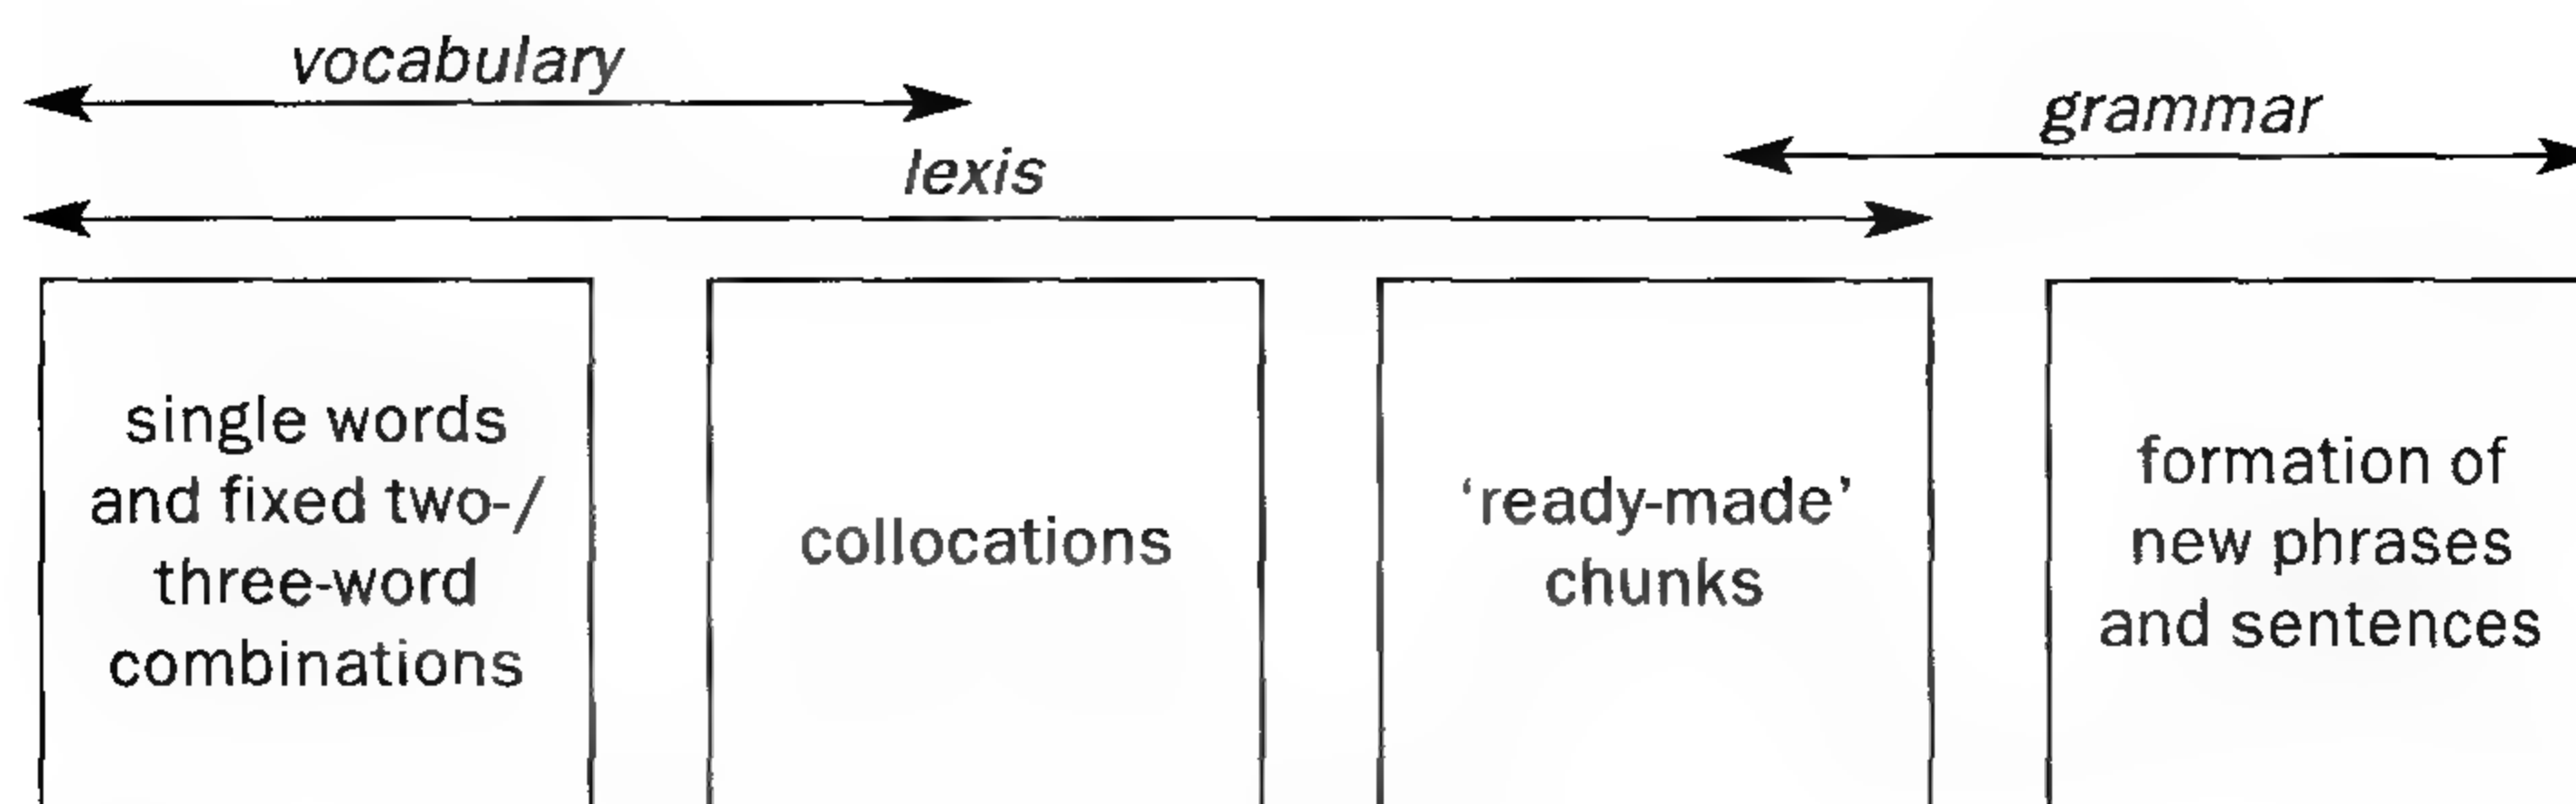 vocabulary
grammar
lexis
single words
and fixed two-/
three-word
combinations
collocations
‘ready-made’
chunks
formation of
new phrases
and sentences